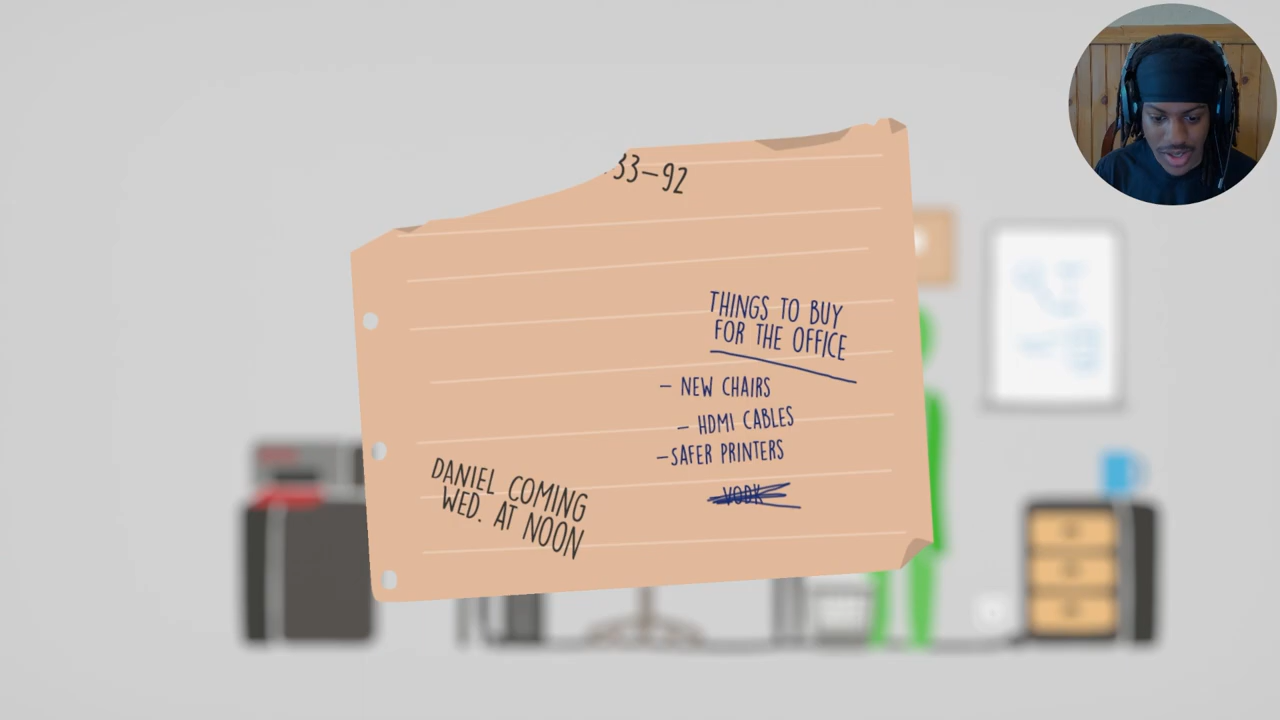 33-92
THINGS TO BUY
FOR THE OFFICE
- NEW CHAIRS
- HDMI CABLES
-SAFER PRINTERS
VODK
DANIEL COMING
WED. AT NOON